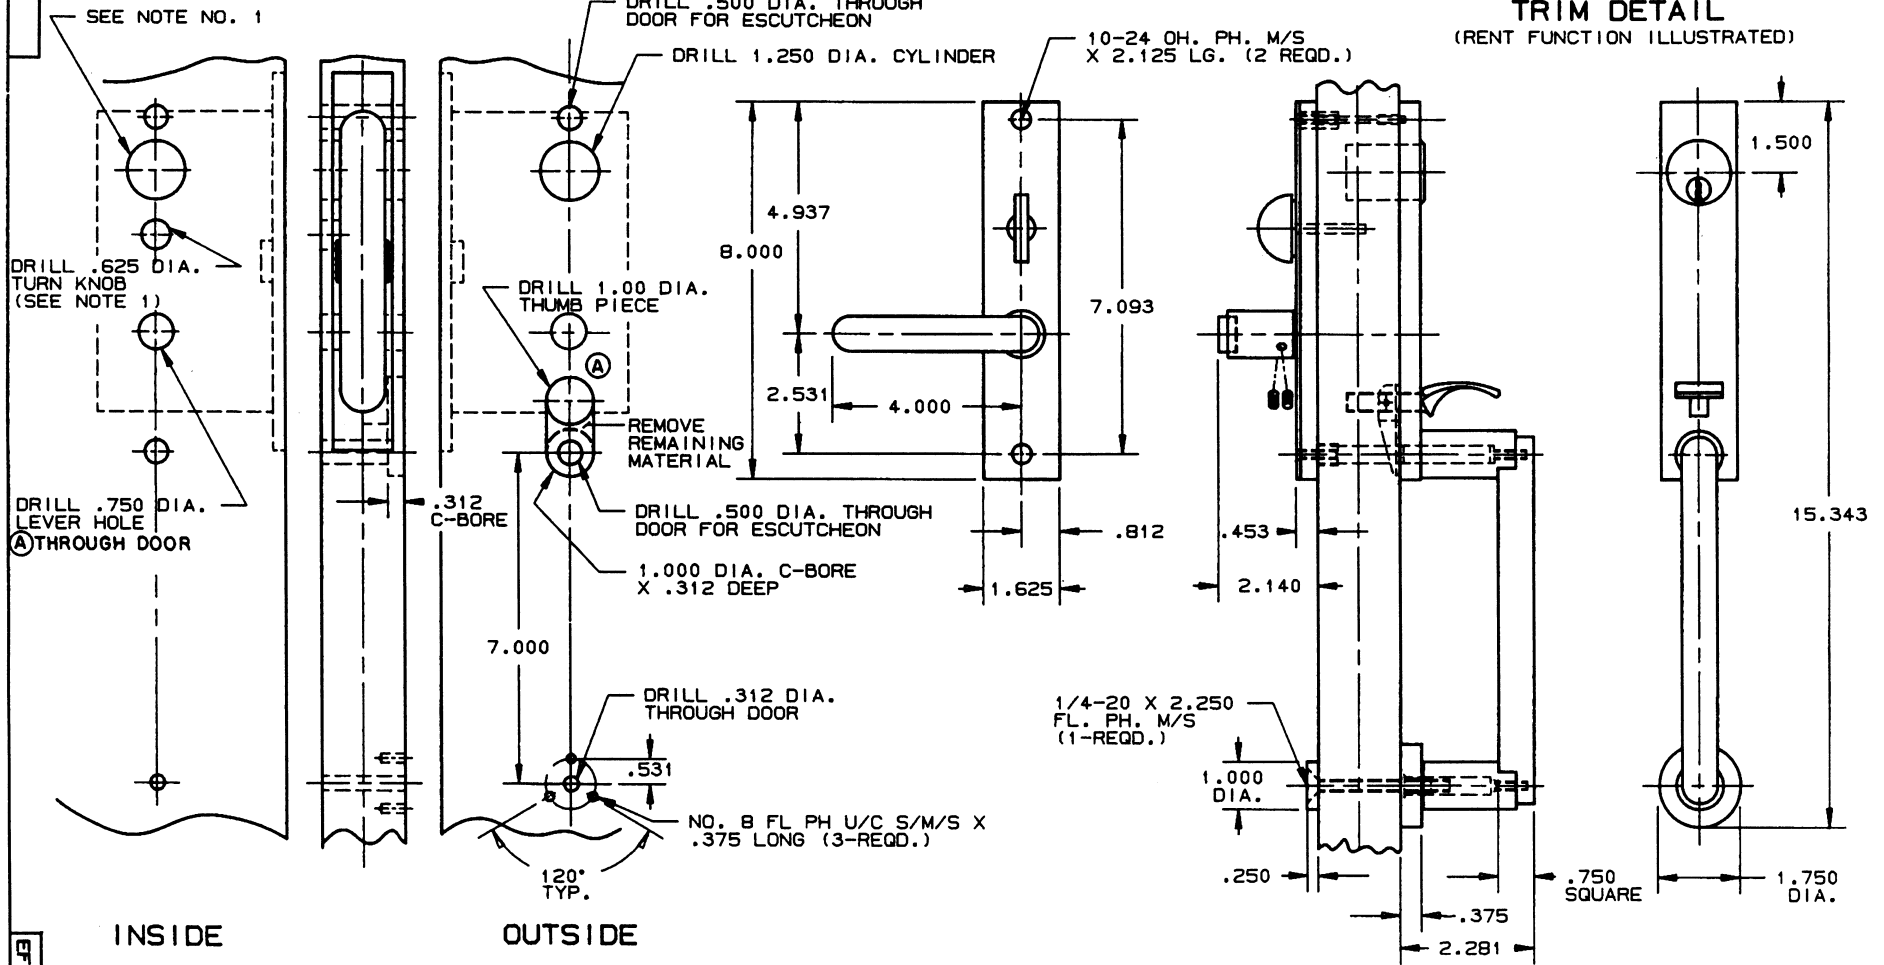 SEE NOTE NO. 1
DRILL .500 DIA. THROUGH
DOOR FOR ESCUTCHEON
DRILL 1.250 DIA. CYLINDER
10-24 OH. PH. M/S
X 2.125 LG. (2 REQD.)
TRIM DETAIL
(RENT FUNCTION ILLUSTRATED)
1.500
4.937
8.000
7.093
DRILL .625 DIA.
TURN KNOB
(SEE NOTE 1)
DRILL 1.00 DIA.
THUMB PIECE
A
2.531
4.000
REMOVE
REMAINING
MATERIAL
DRILL .750 DIA.
LEVER HOLE
A THROUGH DOOR
.312
C-BORE
DRILL .500 DIA. THROUGH
DOOR FOR ESCUTCHEON
.812
.453
15.343
1.000 DIA. C-BORE
X .312 DEEP
1.625
2.140
7.000
DRILL .312 DIA.
THROUGH DOOR
1/4-20 X 2.250
FL. PH. M/S
(1-REQD.)
.531
1.000
DIA.
NO. 8 FL PH U/C S/M/S X
.375 LONG (3-REQD.)
120°
TYP.
.250
.750
SQUARE
1.750
DIA.
.375
2.281
INSIDE
OUTSIDE